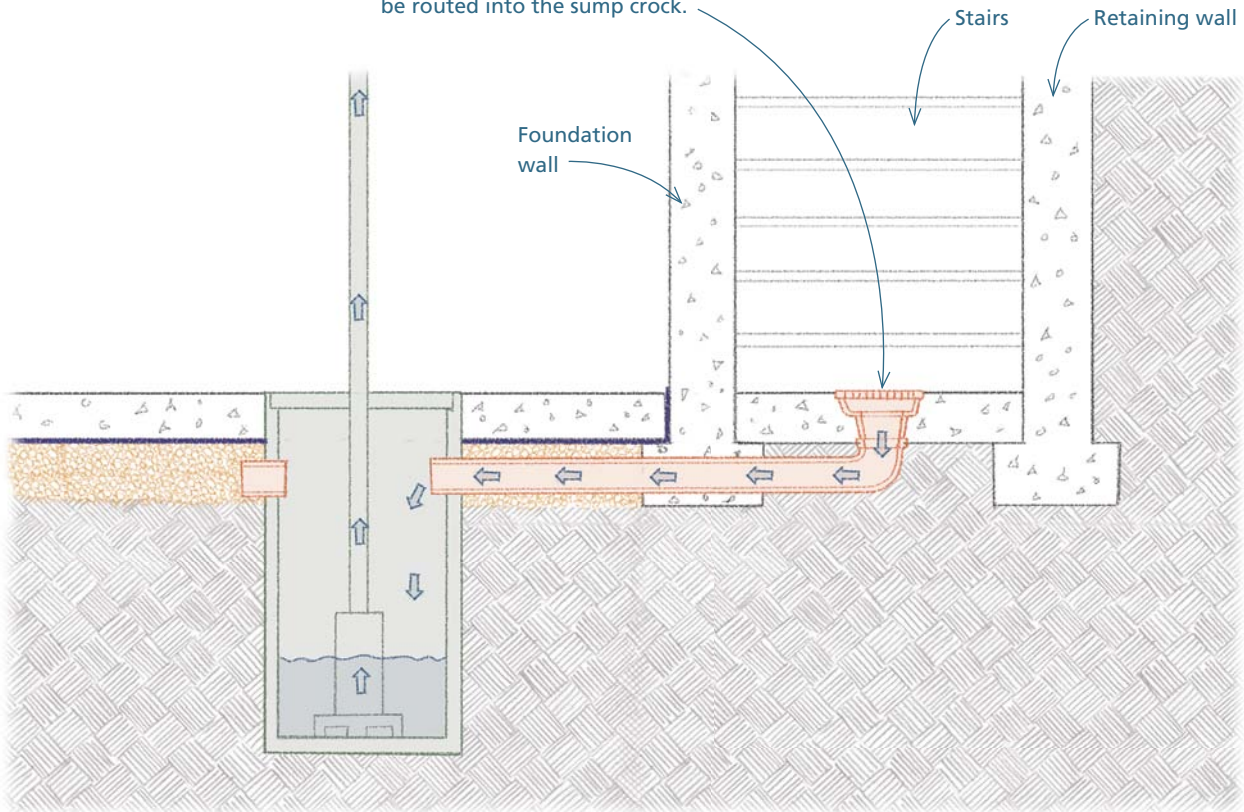 be routed into the sump crock.
Stairs
Retaining wall
Foundation
wall